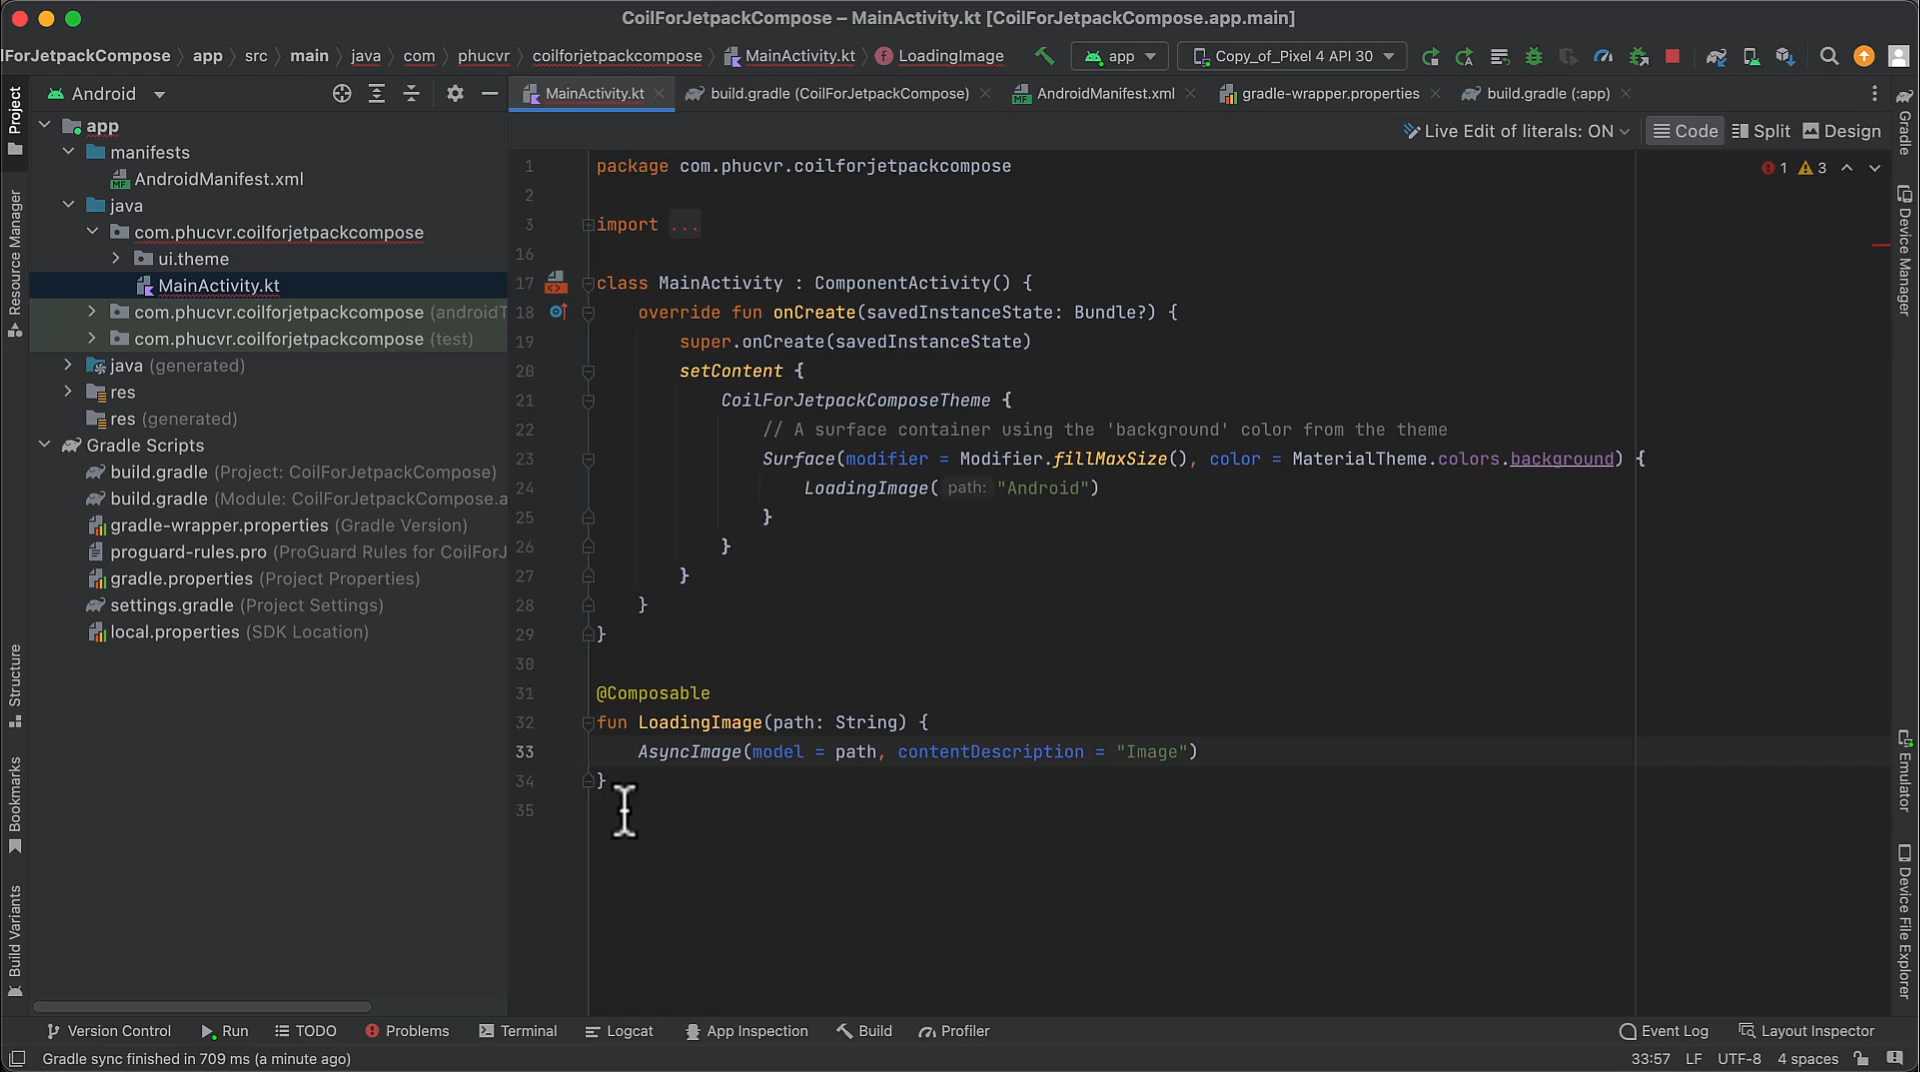 CoilForJetpackCompose – MainActivity.kt [CoilForJetpackCompose.app.main]
lForJetpackCompose app src main java com phucvr coilforjetpackcompose MainActivity.kt LoadingImage app Copy_of_Pixel 4 API 30
Project
Android
MainActivity.kt build.gradle (CoilForJetpackCompose) AndroidManifest.xml gradle-wrapper.properties build.gradle (:app)
Gradle
Live Edit of literals: ON Code Split Design
app
manifests
AndroidManifest.xml
java
com.phucvr.coilforjetpackcompose
ui.theme
MainActivity.kt
com.phucvr.coilforjetpackcompose (androidT
com.phucvr.coilforjetpackcompose (test)
java (generated)
res
res (generated)
Gradle Scripts
build.gradle (Project: CoilForJetpackCompose)
build.gradle (Module: CoilForJetpackCompose.a
gradle-wrapper.properties (Gradle Version)
proguard-rules.pro (ProGuard Rules for CoilForJ
gradle.properties (Project Properties)
settings.gradle (Project Settings)
local.properties (SDK Location)
Resource Manager
Structure
Bookmarks
Build Variants
1 package com.phucvr.coilforjetpackcompose
2
3 import ...
16
17 class MainActivity : ComponentActivity() {
18 override fun onCreate(savedInstanceState: Bundle?) {
19 super.onCreate(savedInstanceState)
20 setContent {
21 CoilForJetpackComposeTheme {
22 // A surface container using the 'background' color from the theme
23 Surface(modifier = Modifier.fillMaxSize(), color = MaterialTheme.colors.background) {
24 LoadingImage( path: "Android")
25 }
26 }
27 }
28 }
29 }
30
31 @Composable
32 fun LoadingImage(path: String) {
33 AsyncImage(model = path, contentDescription = "Image")
34 }
35
1 3
Device Manager
Emulator
Device File Explorer
Version Control Run TODO Problems Terminal Logcat App Inspection Build Profiler Event Log Layout Inspector
Gradle sync finished in 709 ms (a minute ago) 33:57 LF UTF-8 4 spaces